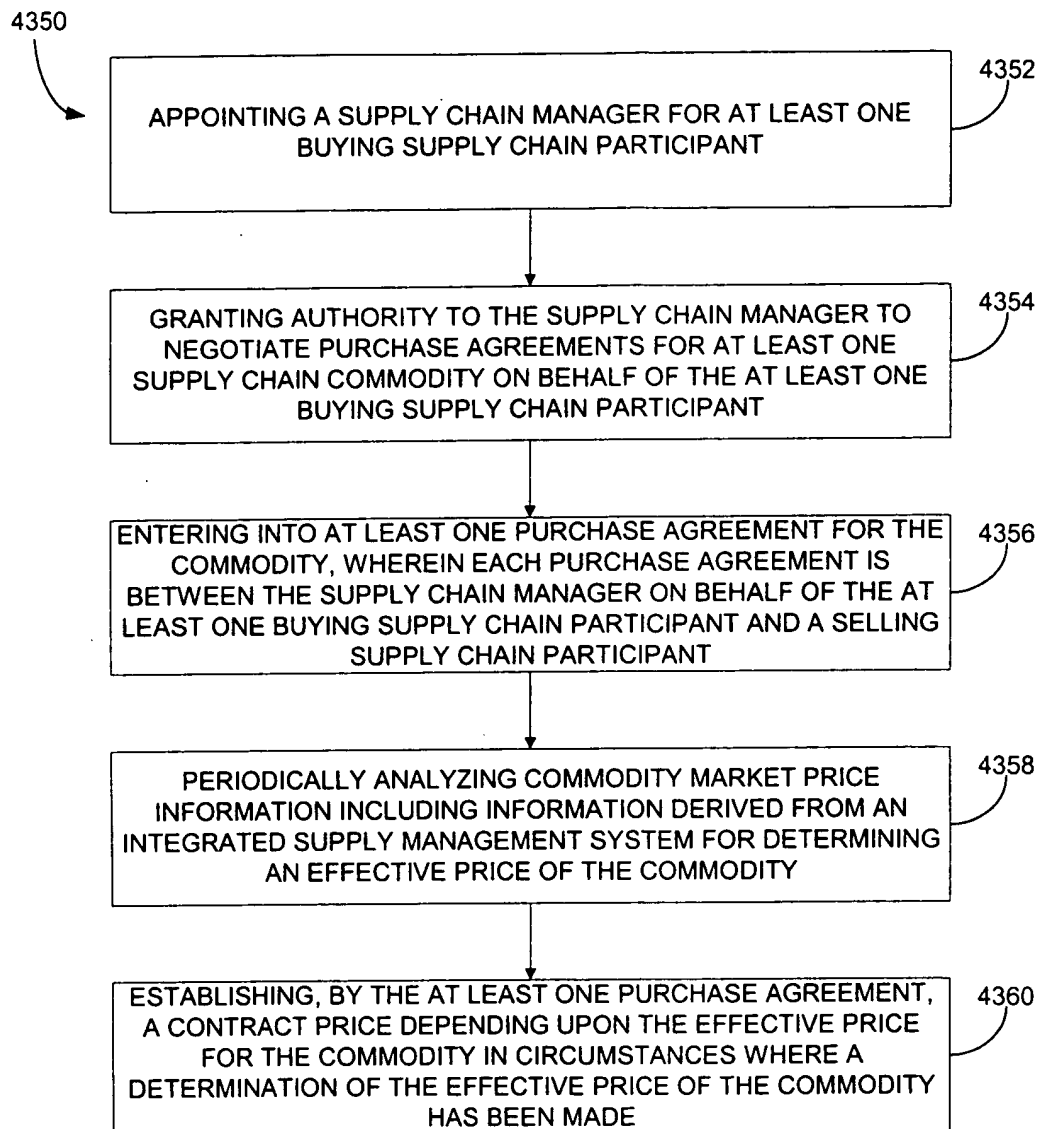 4350
4352
APPOINTING A SUPPLY CHAIN MANAGER FOR AT LEAST ONE
BUYING SUPPLY CHAIN PARTICIPANT
4354
GRANTING AUTHORITY TO THE SUPPLY CHAIN MANAGER TO
NEGOTIATE PURCHASE AGREEMENTS FOR AT LEAST ONE
SUPPLY CHAIN COMMODITY ON BEHALF OF THE AT LEAST ONE
BUYING SUPPLY CHAIN PARTICIPANT
4356
ENTERING INTO AT LEAST ONE PURCHASE AGREEMENT FOR THE
COMMODITY, WHEREIN EACH PURCHASE AGREEMENT IS
BETWEEN THE SUPPLY CHAIN MANAGER ON BEHALF OF THE AT
LEAST ONE BUYING SUPPLY CHAIN PARTICIPANT AND A SELLING
SUPPLY CHAIN PARTICIPANT
4358
PERIODICALLY ANALYZING COMMODITY MARKET PRICE
INFORMATION INCLUDING INFORMATION DERIVED FROM AN
INTEGRATED SUPPLY MANAGEMENT SYSTEM FOR DETERMINING
AN EFFECTIVE PRICE OF THE COMMODITY
4360
ESTABLISHING, BY THE AT LEAST ONE PURCHASE AGREEMENT,
A CONTRACT PRICE DEPENDING UPON THE EFFECTIVE PRICE
FOR THE COMMODITY IN CIRCUMSTANCES WHERE A
DETERMINATION OF THE EFFECTIVE PRICE OF THE COMMODITY
HAS BEEN MADE